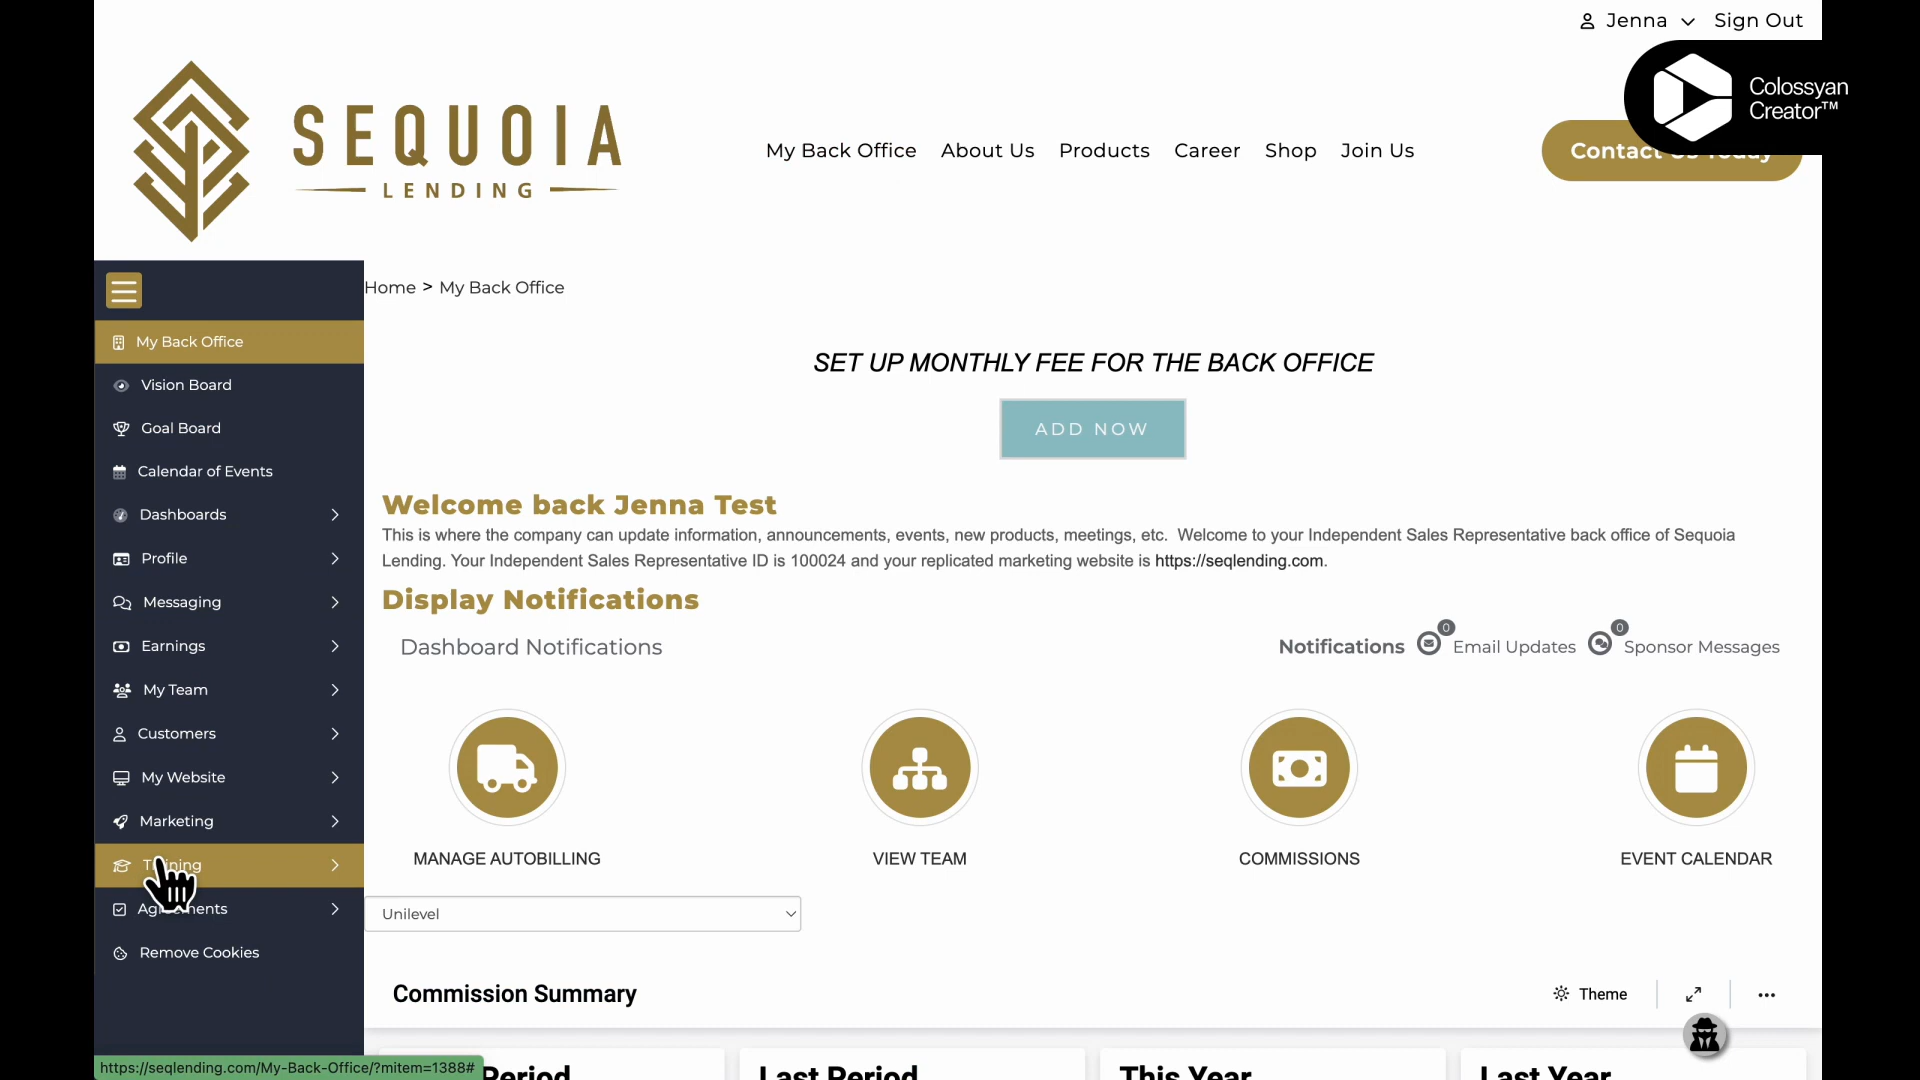 Jenna
Sign Out
Colossyan
Creator™
SEQUOIA
LENDING
My Back Office
About Us
Products
Career
Shop
Join Us
Contact
Home > My Back Office
My Back Office
Vision Board
Goal Board
Calendar of Events
Dashboards
Profile
Messaging
Earnings
My Team
Customers
My Website
Marketing
Training
Agreements
Remove Cookies
SET UP MONTHLY FEE FOR THE BACK OFFICE
ADD NOW
Welcome back Jenna Test
This is where the company can update information, announcements, events, new products, meetings, etc. Welcome to your Independent Sales Representative back office of Sequoia
Lending. Your Independent Sales Representative ID is 100024 and your replicated marketing website is https://seqlending.com.
Display Notifications
Dashboard Notifications
Notifications
0
Email Updates
0
Sponsor Messages
MANAGE AUTOBILLING
VIEW TEAM
COMMISSIONS
EVENT CALENDAR
Unilevel
Commission Summary
Theme
https://seqlending.com/My-Back-Office/?mitem=1388#
Period
Last Period
This Year
Last Year